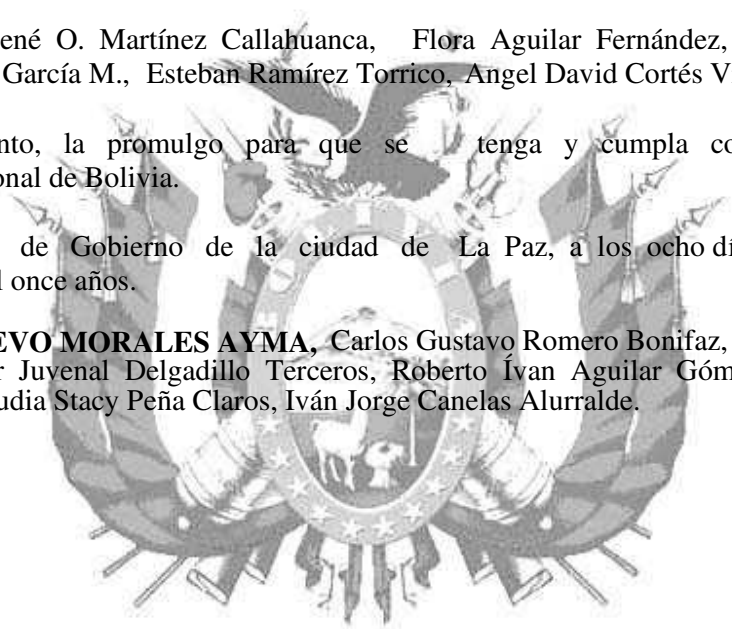 ené O. Martínez Callahuanca, Flora Aguilar Fernández,
García M., Esteban Ramírez Torrico, Angel David Cortés V
nto, la promulgo para que se tenga y cumpla co
onal de Bolivia.
de Gobierno de la ciudad de La Paz, a los ocho dí
l once años.
EVO MORALES AYMA, Carlos Gustavo Romero Bonifaz,
r Juvenal Delgadillo Terceros, Roberto Ívan Aguilar Góm
udia Stacy Peña Claros, Iván Jorge Canelas Alurralde.